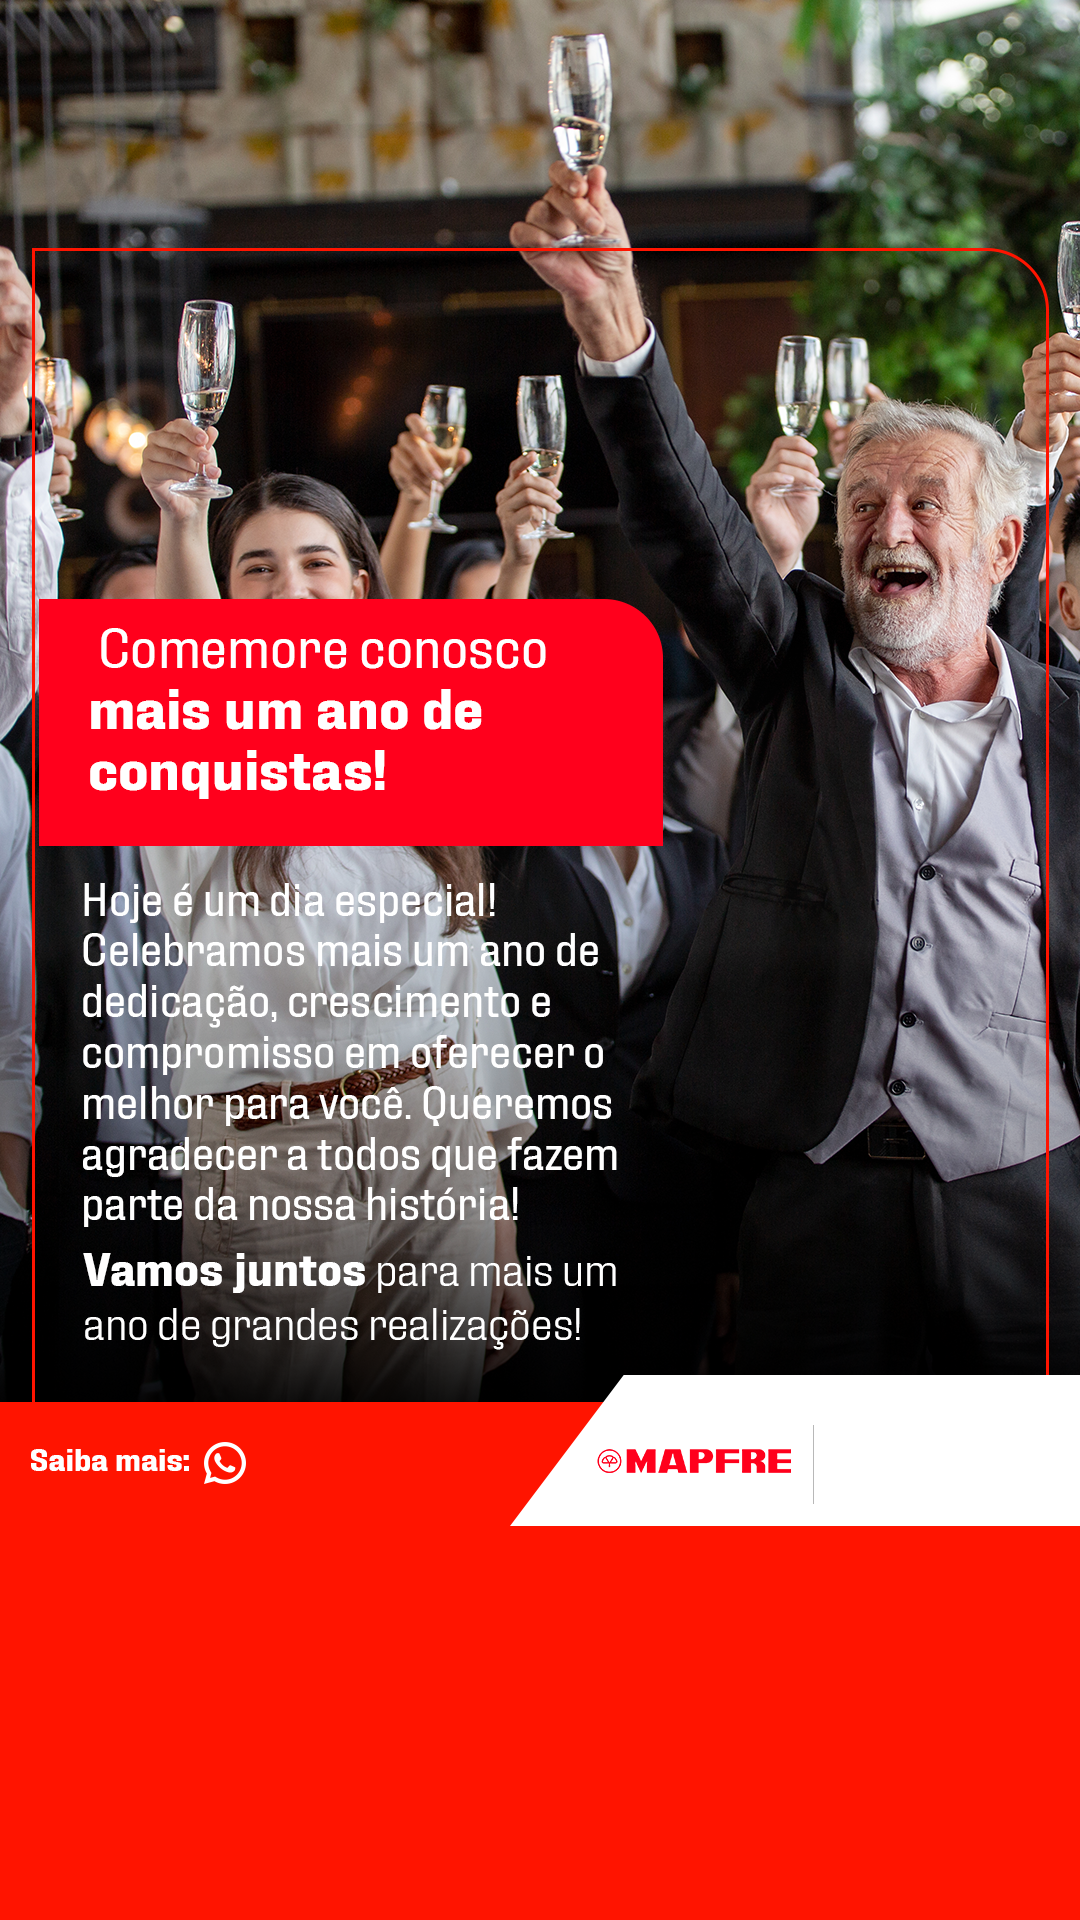 Comemore conosco
mais um ano de
conquistas!
Hoje é um dia especial!
Celebramos mais um ano de
dedicação, crescimento e
compromisso em oferecer o
melhor para você. Queremos
agradecer a todos que fazem
parte da nossa história!
Vamos juntos para mais um
ano de grandes realizações!
Saiba mais:
MAPFRE